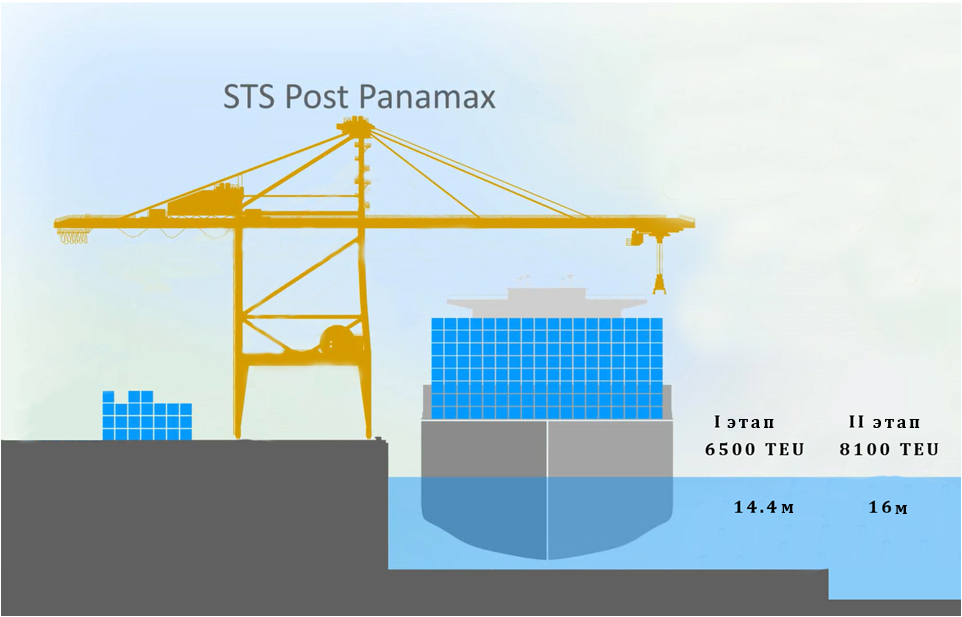 STS Post Panamax
I этап
6500 TEU
14.4м
II этап
8100 TEU
16м